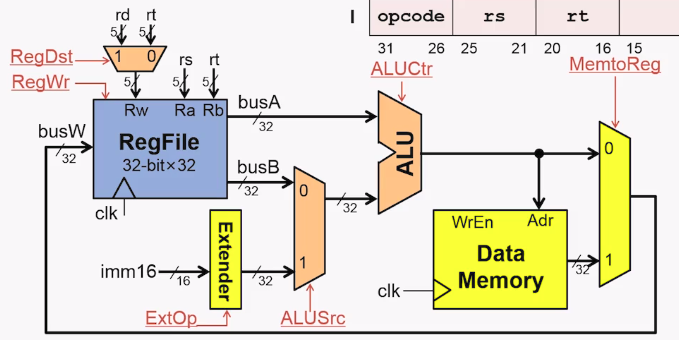 rd rt
5 5
RegDst
1 0
RegWr
5
rs rt
5 5
Rw Ra Rb
RegFile
32-bit×32
clk
busW
32
busA
32
busB
32
0
1
32
imm16
16
Extender
32
ExtOp
ALUSrc
ALUCtr
ALU
I opcode rs rt
31 26 25 21 20 16 15
MemtoReg
0
1
WrEn Adr
Data
Memory
clk
32